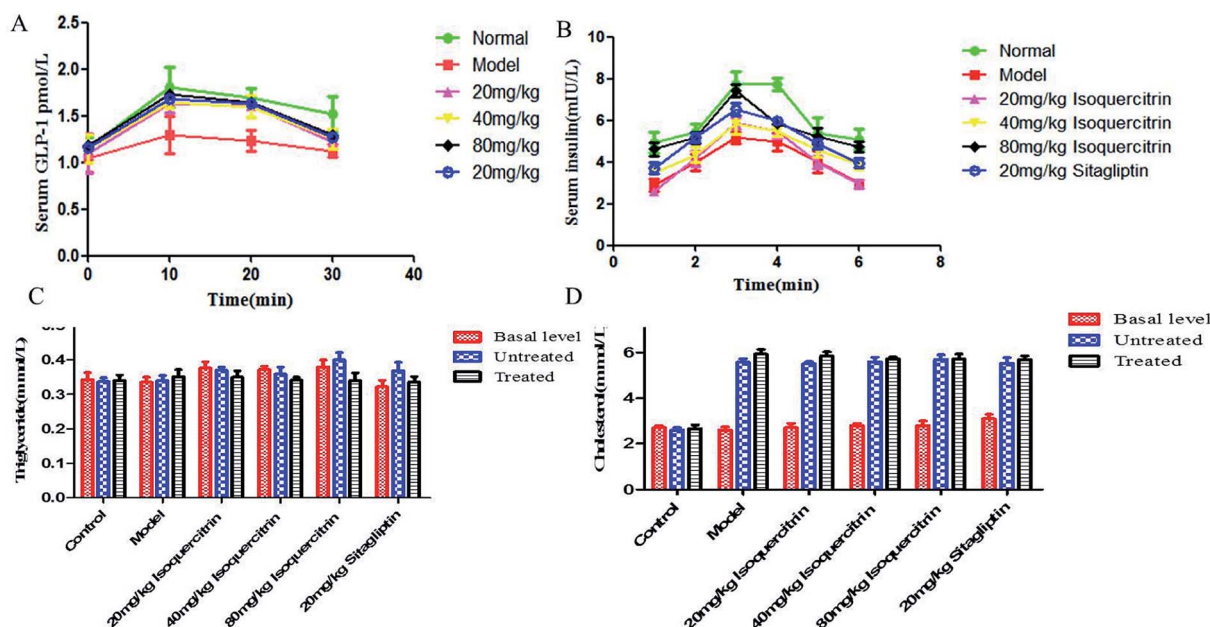 A
Serum GLP-1 pmol/L
2.5
2.0
1.5
1.0
0.5
0.0
0
10
20
30
40
Time(min)
Normal
Model
20mg/kg
40mg/kg
80mg/kg
20mg/kg
B
Serum insulin(mIU/L)
10
8
6
4
2
0
0
2
4
6
8
Time(min)
Normal
Model
20mg/kg Isoquercitrin
40mg/kg Isoquercitrin
80mg/kg Isoquercitrin
20mg/kg Sitagliptin
C
Triglyceride(mmol/L)
0.4
0.3
0.2
0.1
0.0
Basal level
Untreated
Treated
Control
Model
20mg/kg Isoquercitrin
40mg/kg Isoquercitrin
80mg/kg Isoquercitrin
20mg/kg Sitagliptin
D
Cholesterol(mmol/L
6
4
2
0
Basal level
Untreated
Treated
Control
Model
20mg/kg Isoquercitrin
40mg/kg Isoquercitrin
80mg/kg Isoquercitrin
20mg/kg Sitagliptin